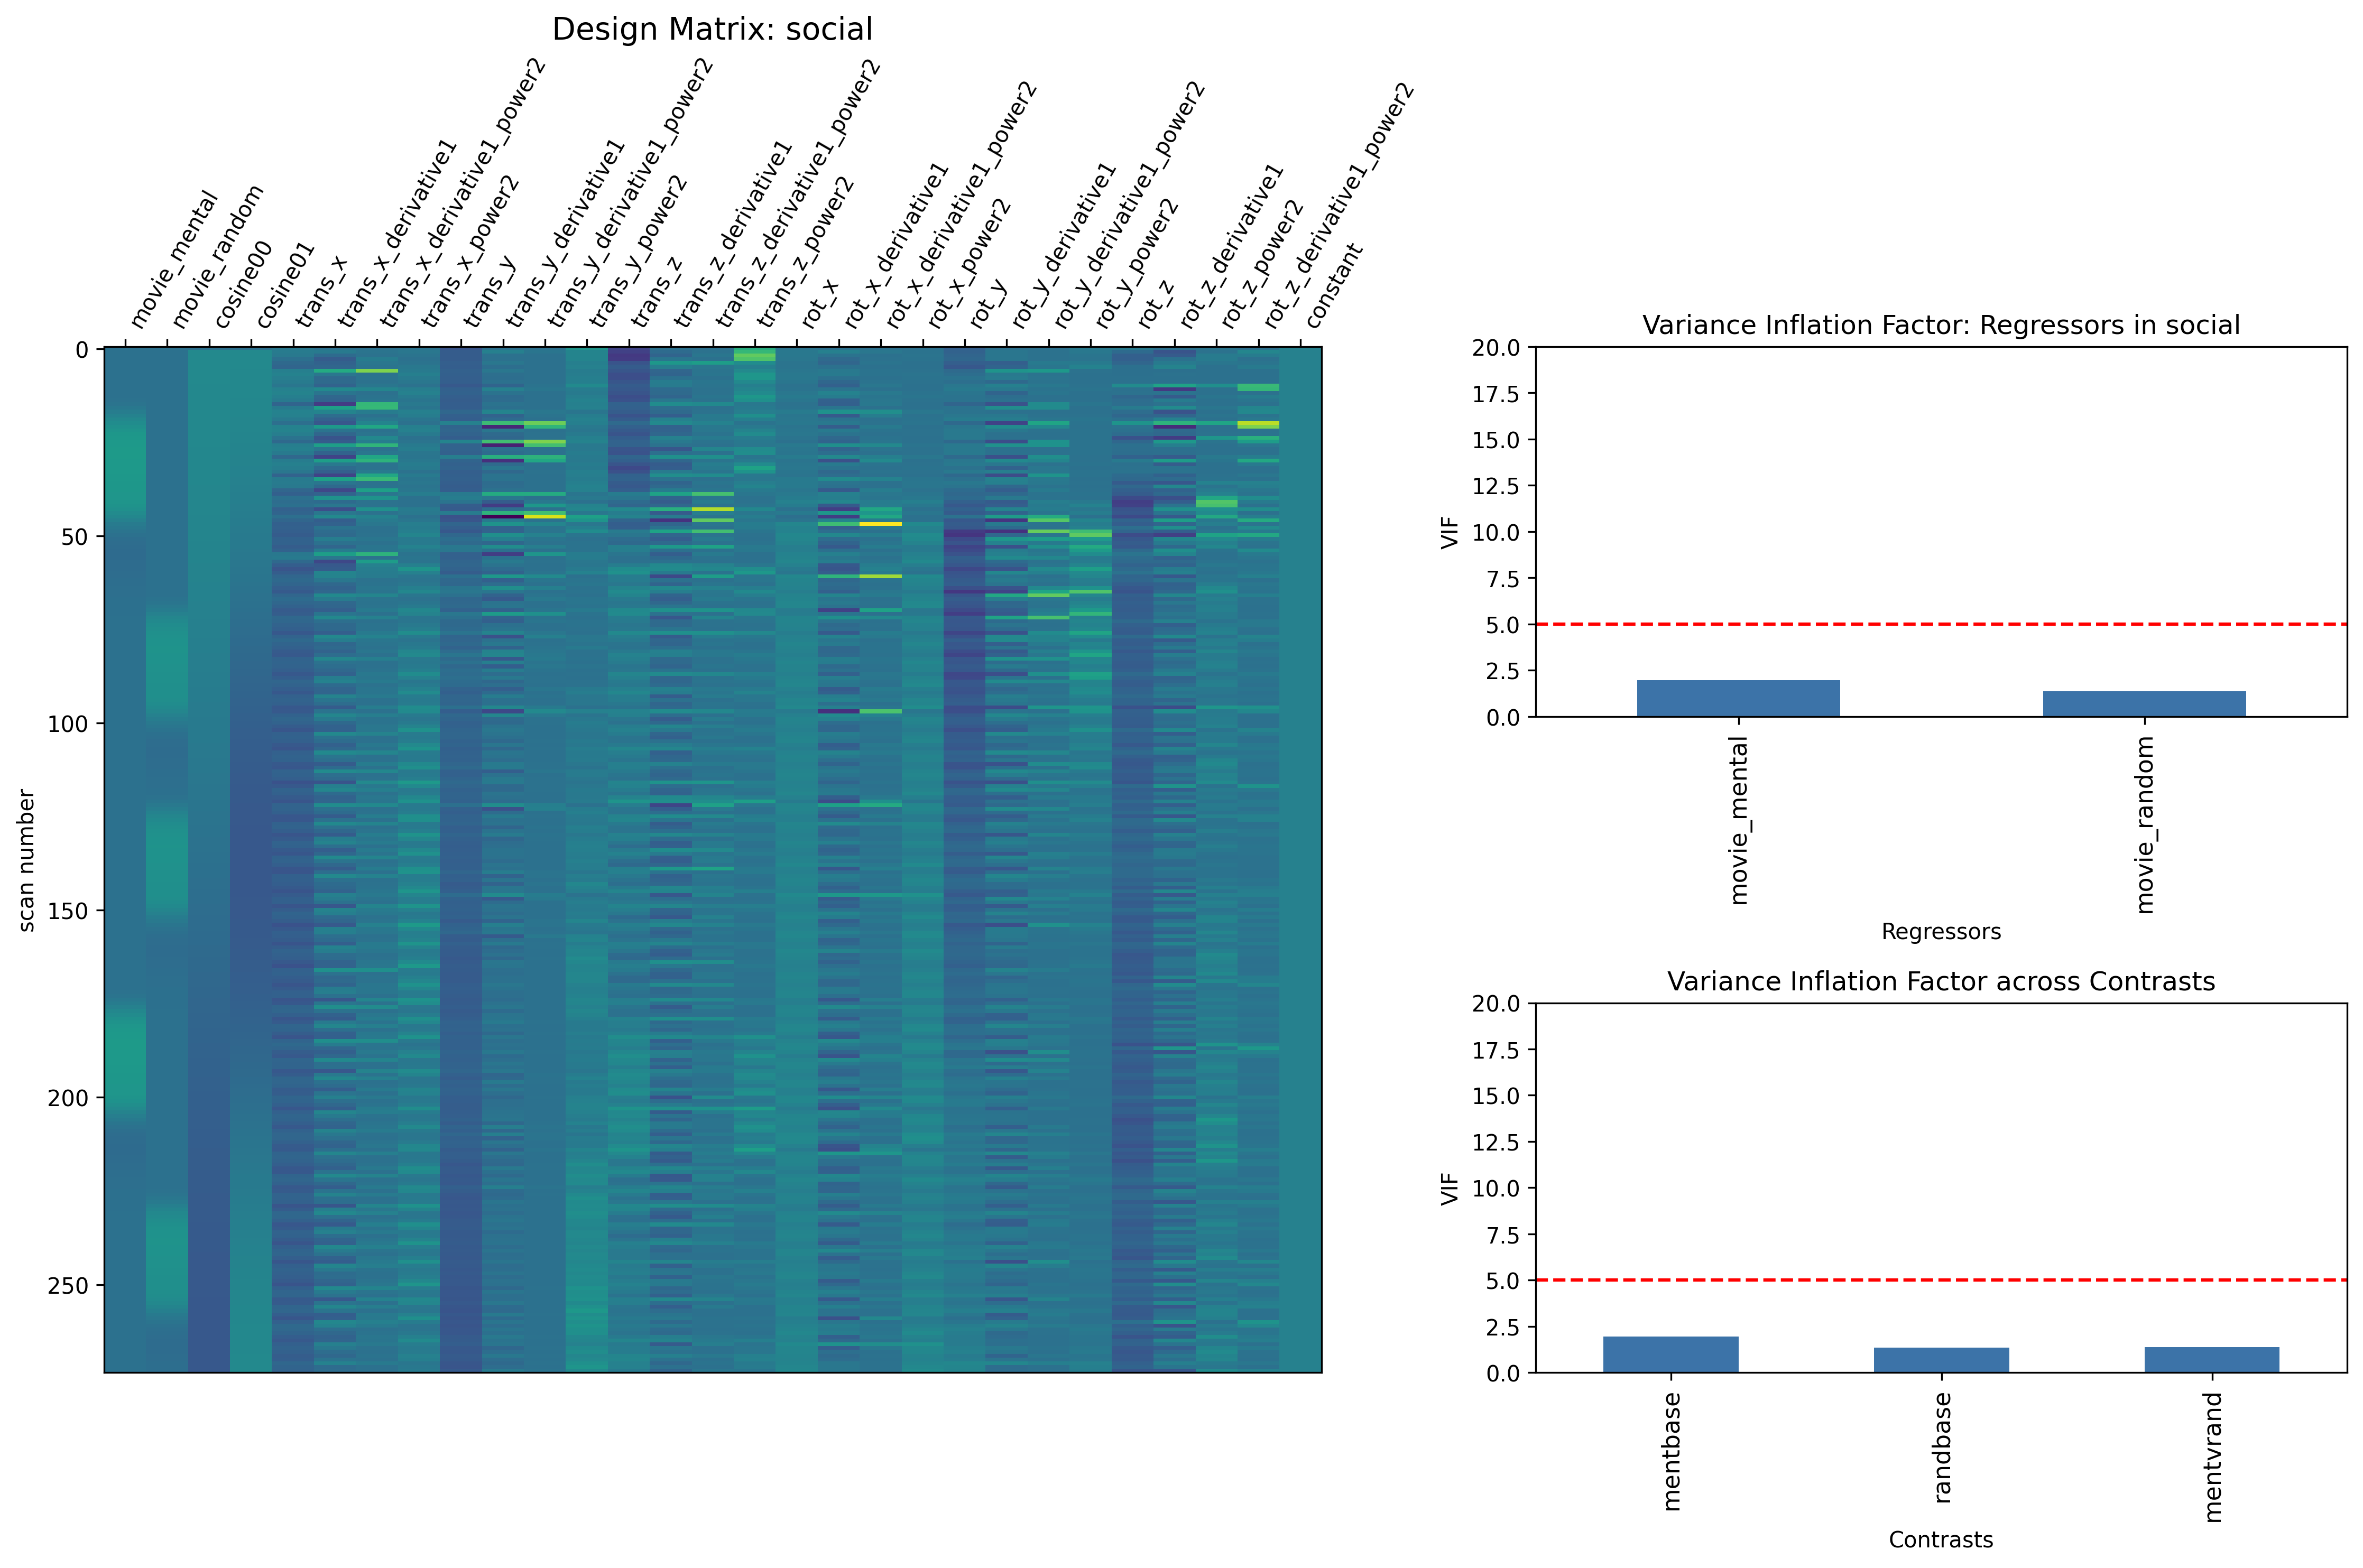 Design Matrix: social
movie_mental
movie_random
cosine00
cosine01
trans_x
trans_x_derivative1
trans_x_derivative1_power2
trans_x_power2
trans_y
trans_y_derivative1
trans_y_derivative1_power2
trans_y_power2
trans_z
trans_z_derivative1
trans_z_derivative1_power2
trans_z_power2
rot_x
rot_x_derivative1
rot_x_derivative1_power2
rot_x_power2
rot_y
rot_y_derivative1
rot_y_derivative1_power2
rot_y_power2
rot_z
rot_z_derivative1
rot_z_power2
rot_z_derivative1_power2
constant
0
50
100
150
200
250
scan number
Variance Inflation Factor: Regressors in social
20.0
17.5
15.0
12.5
10.0
7.5
5.0
2.5
0.0
VIF
movie_mental
movie_random
Regressors
Variance Inflation Factor across Contrasts
20.0
17.5
15.0
12.5
10.0
7.5
5.0
2.5
0.0
VIF
mentbase
randbase
mentvrand
Contrasts